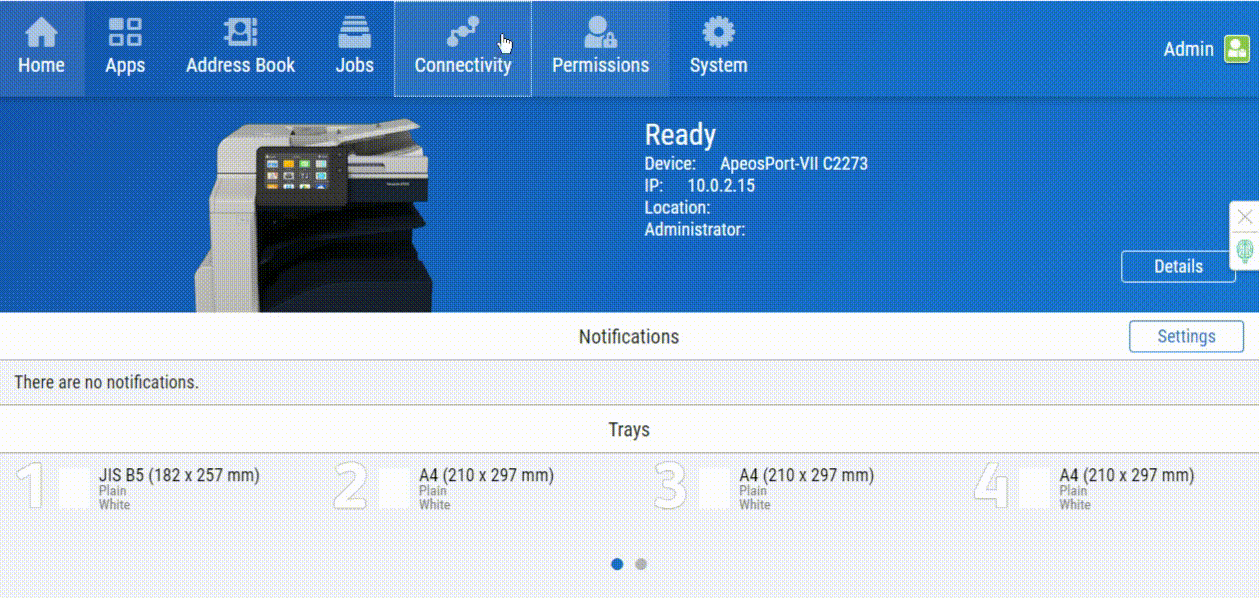 Home
Apps
Address Book
Jobs
Connectivity
Permissions
System
Admin
Ready
Device: ApeosPort-VII C2273
IP: 10.0.2.15
Location:
Administrator:
Details
Notifications
Settings
There are no notifications.
Trays
1
JIS B5 (182 x 257 mm)
Plain
White
2
A4 (210 x 297 mm)
Plain
White
3
A4 (210 x 297 mm)
Plain
White
4
A4 (210 x 297 mm)
Plain
White